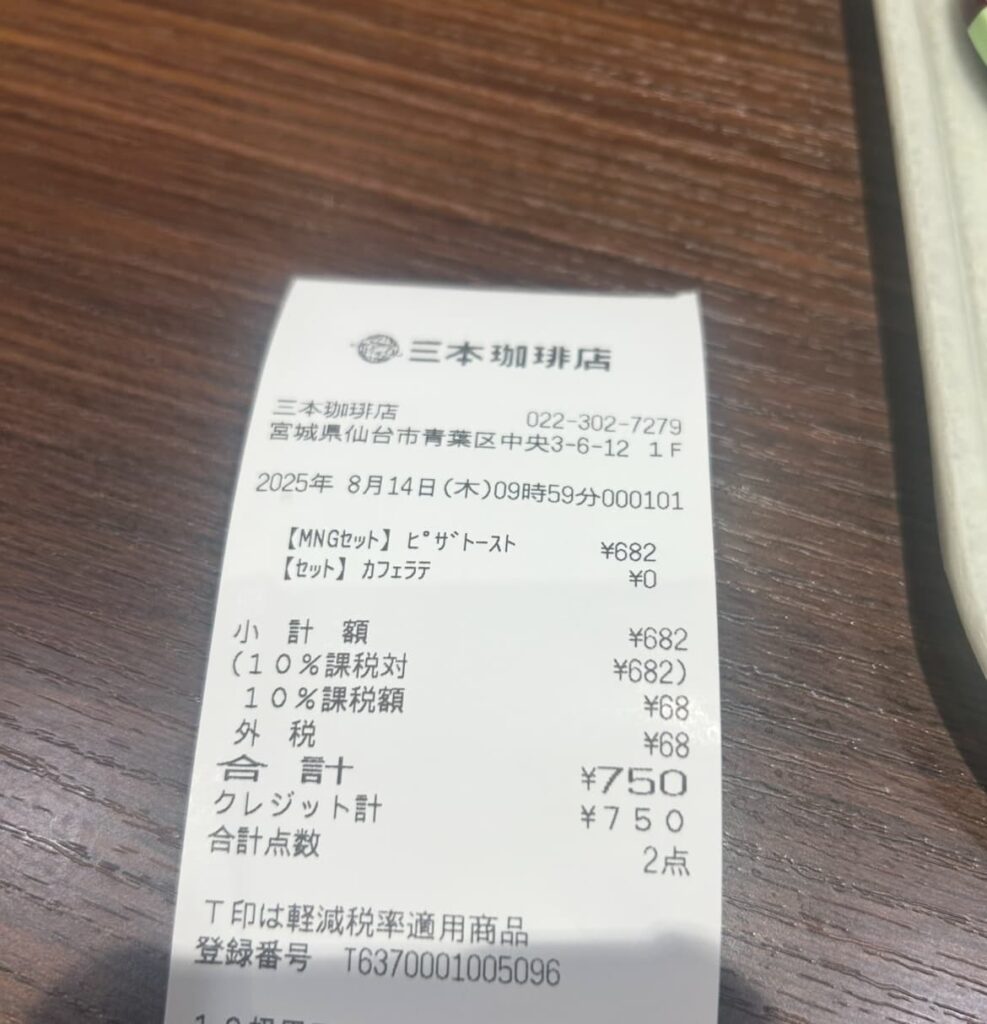 三本珈琲店
三本珈琲店 022-302-7279
宮城県仙台市青葉区中央3-6-12 1F
2025年 8月14日(木)09時59分000101
【MNGセット】ピザトースト ¥682
【セット】カフェラテ ¥0
小 計 額 ¥682
(10%課税対 ¥682)
10%課税額 ¥68
外 税 ¥68
合 計 ¥750
クレジット計 ¥750
合計点数 2点
T印は軽減税率適用商品
登録番号 T6370001005096